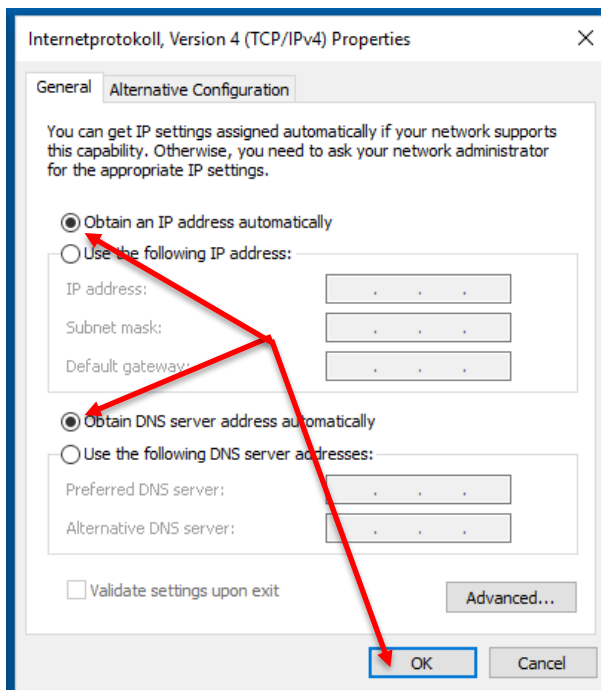 Internetprotokoll, Version 4 (TCP/IPv4) Properties
General
Alternative Configuration
You can get IP settings assigned automatically if your network supports
this capability. Otherwise, you need to ask your network administrator
for the appropriate IP settings.
Obtain an IP address automatically
Use the following IP address:
IP address:
Subnet mask:
Default gateway:
Obtain DNS server address automatically
Use the following DNS server addresses:
Preferred DNS server:
Alternative DNS server:
Validate settings upon exit
Advanced...
OK
Cancel